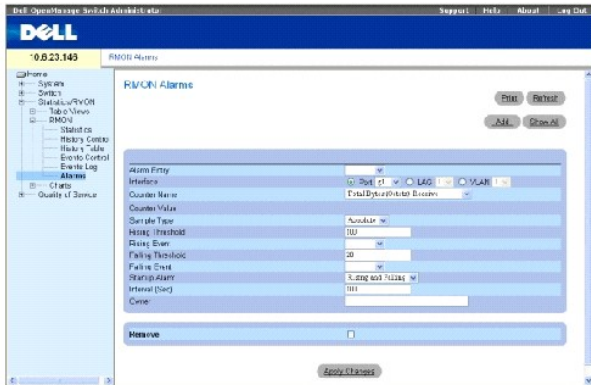 Dell OpenManage Switch Administrator
Support Help About Log Out
DELL
10.6.23.146
RMON Alarms
Home
System
Switch
Statistics/RMON
Table Views
RMON
Statistics
History Control
History Table
Events Control
Events Log
Alarms
Charts
Quality of Service
RMON Alarms
Print Refresh
Add Show All
Alarm Entry
Interface Port g1 LAG 1 VLAN 1
Counter Name Total Bytes (Octets) Receive
Counter Value
Sample Type Absolute
Rising Threshold 100
Rising Event
Falling Threshold 20
Falling Event
Startup Alarm Rising and Falling
Interval (Sec) 100
Owner
Remove
Apply Changes